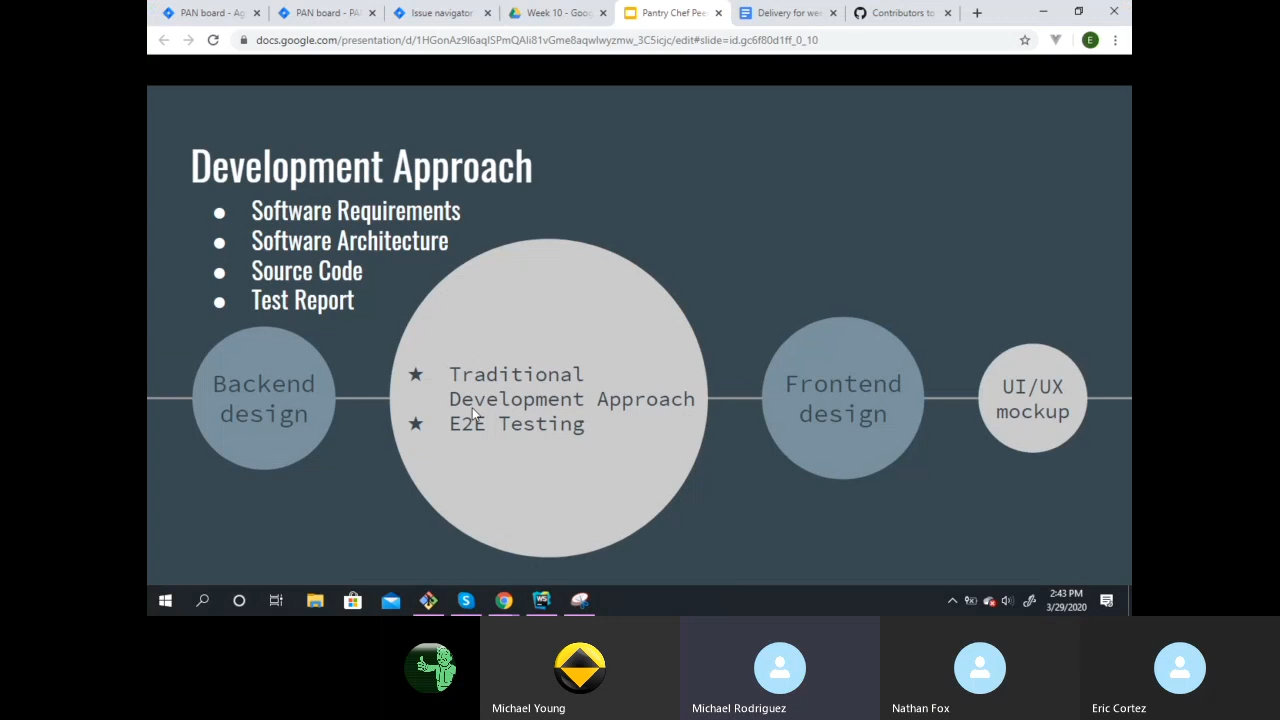 PAN board - Ag
PAN board - PA
Issue navigator
Week 10 - Goog
Pantry Chef Pee
Delivery for we
Contributors to
docs.google.com/presentation/d/1HGonAz9l6aqlSPmQAli81vGme8aqwlwyzmw_3C5icjc/edit#slide=id.gc6f80d1ff_0_10
E
Development Approach
● Software Requirements
● Software Architecture
● Source Code
● Test Report
Backend
design
★ Traditional
Development Approach
★ E2E Testing
Frontend
design
UI/UX
mockup
2:43 PM
3/29/2020
Michael Young
Michael Rodriguez
Nathan Fox
Eric Cortez